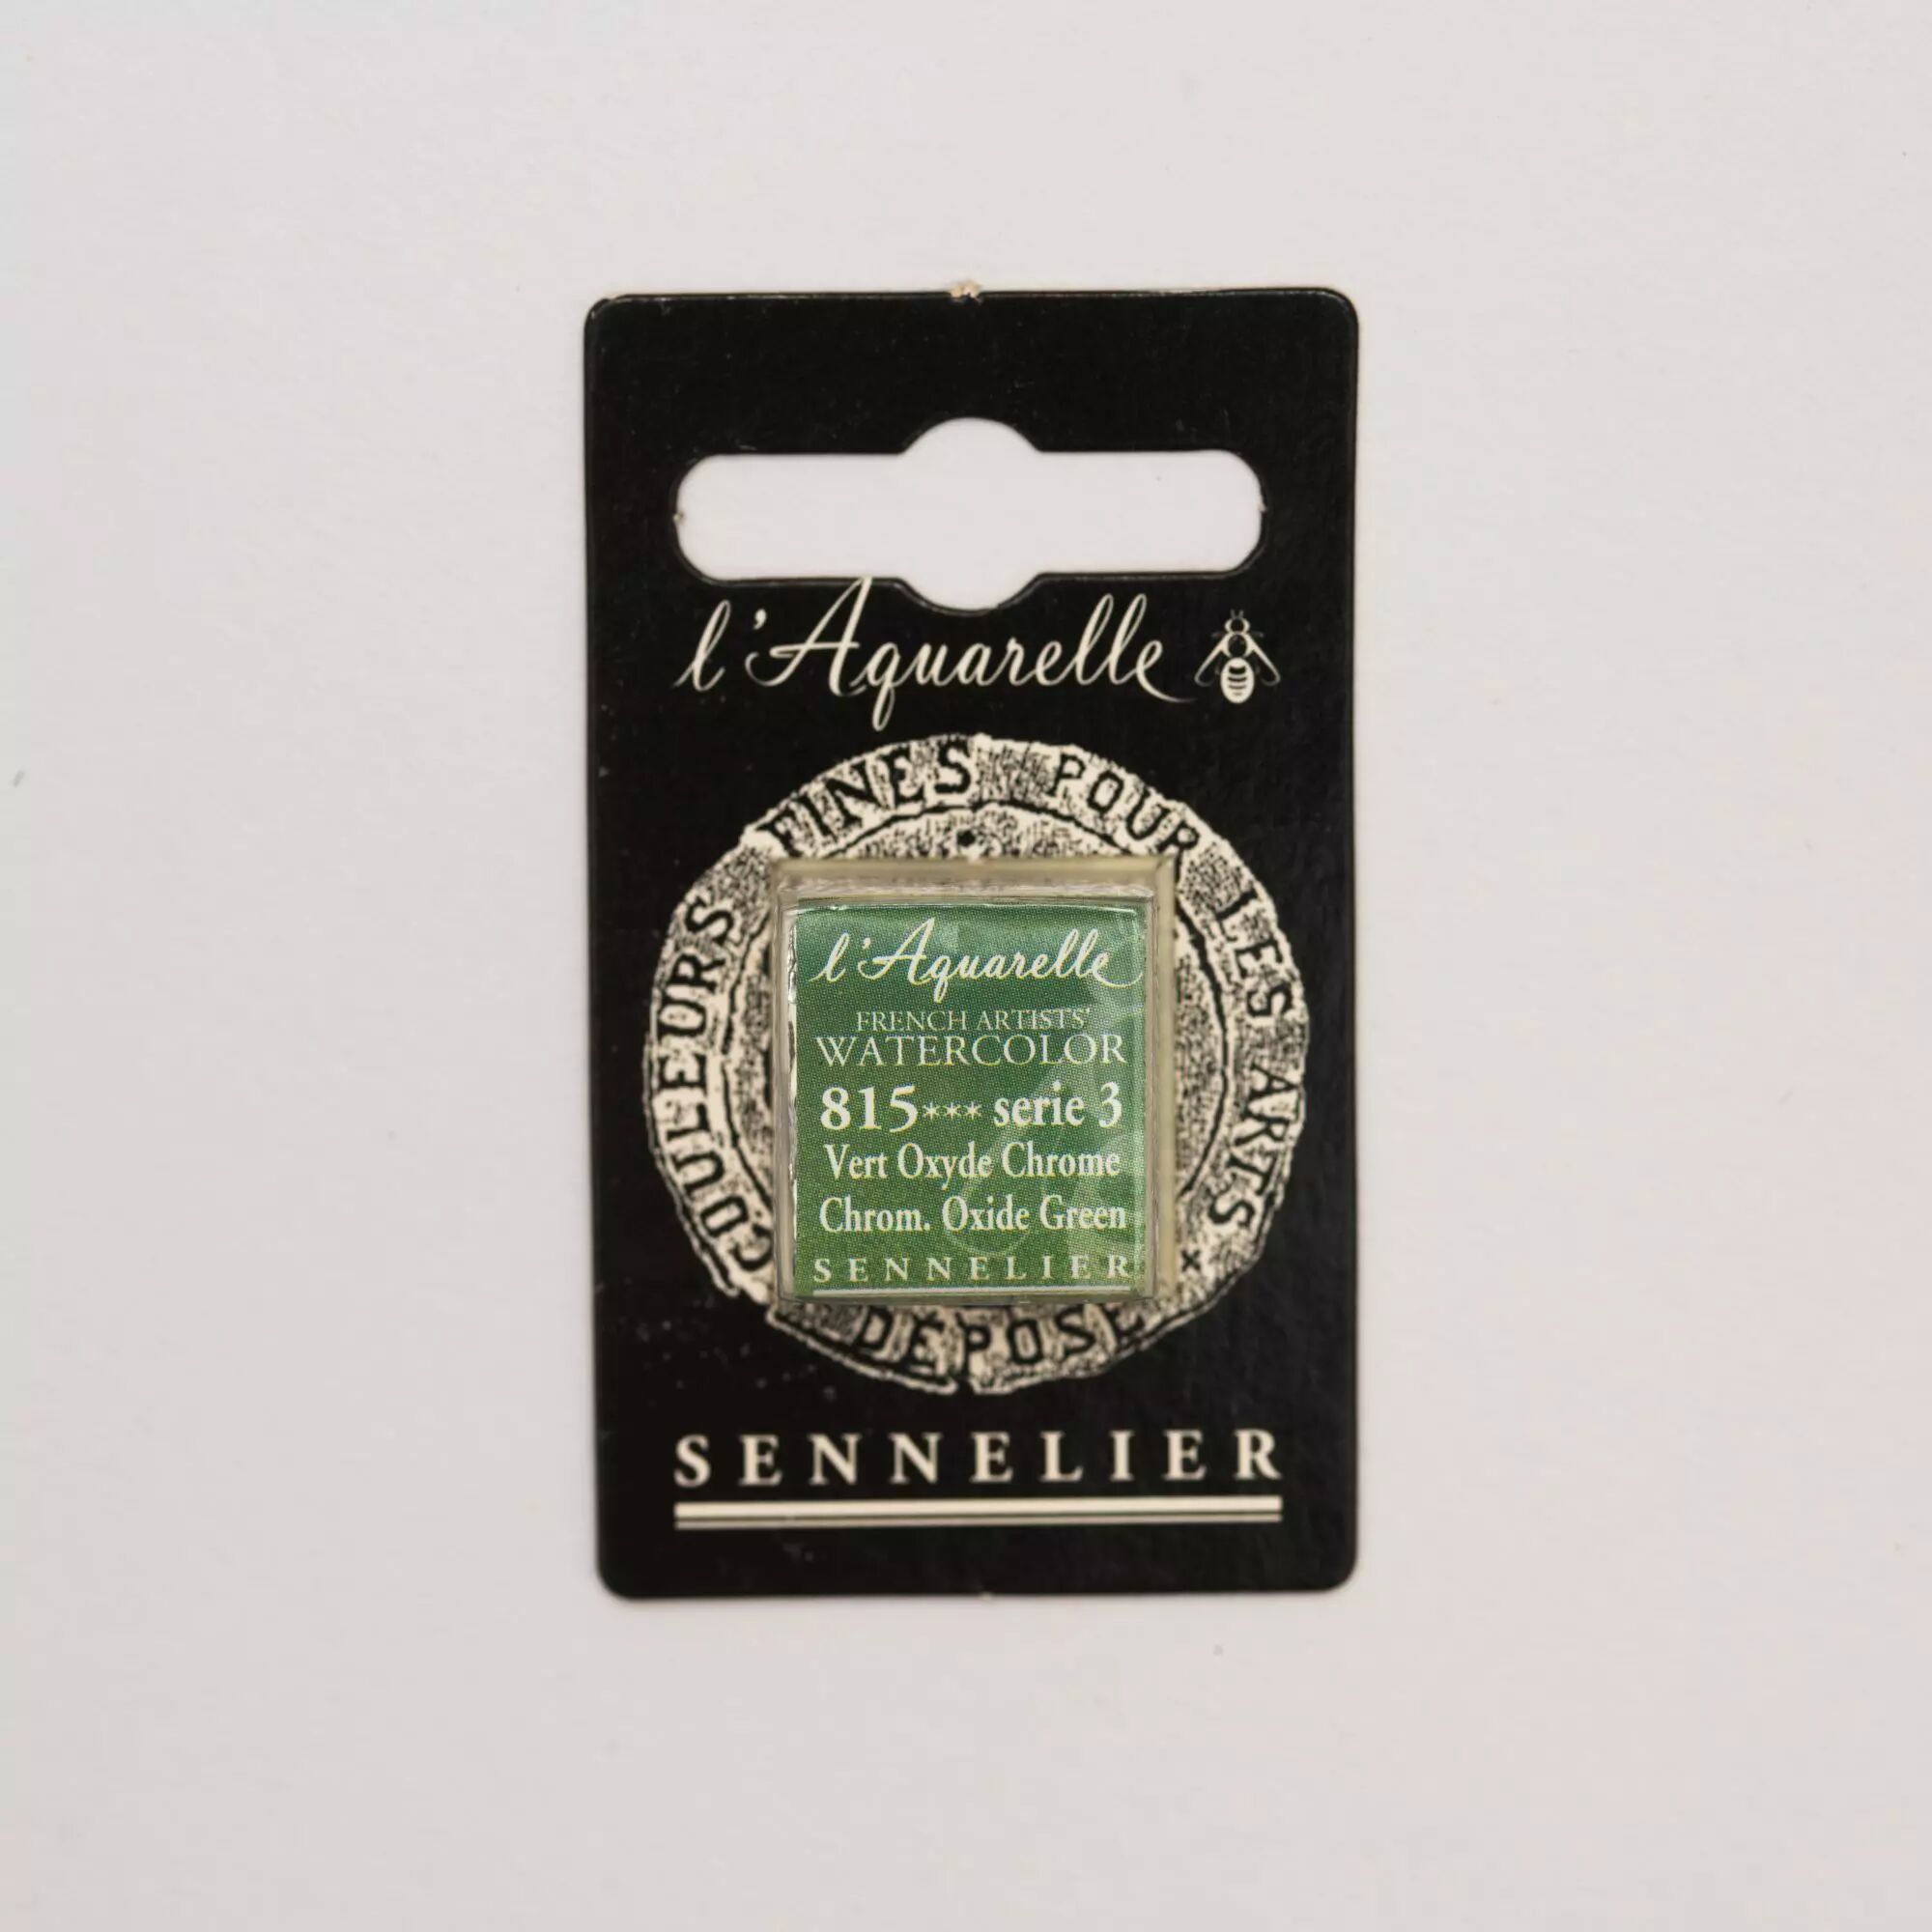 l'Aquarelle
COULEURS FINES POUR LES ARTS
l'Aquarelle
FRENCH ARTISTS'
WATERCOLOR
815*** serie 3
Vert Oxyde Chrome
Chrom. Oxide Green
SENNELIER
DÉPOSÉ
SENNELIER